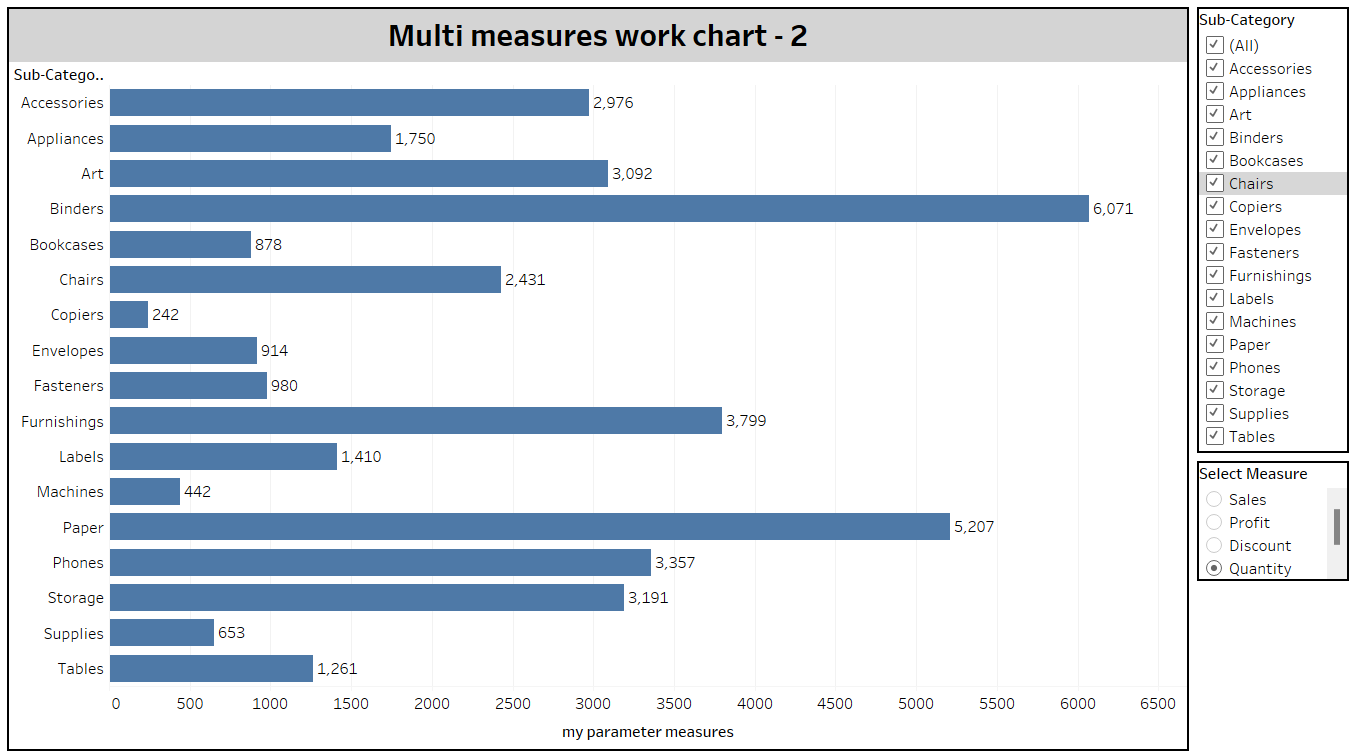 Multi measures work chart - 2
Sub-Catego..
Accessories 2,976
Appliances 1,750
Art 3,092
Binders 6,071
Bookcases 878
Chairs 2,431
Copiers 242
Envelopes 914
Fasteners 980
Furnishings 3,799
Labels 1,410
Machines 442
Paper 5,207
Phones 3,357
Storage 3,191
Supplies 653
Tables 1,261
0 500 1000 1500 2000 2500 3000 3500 4000 4500 5000 5500 6000 6500
my parameter measures
Sub-Category
(All)
Accessories
Appliances
Art
Binders
Bookcases
Chairs
Copiers
Envelopes
Fasteners
Furnishings
Labels
Machines
Paper
Phones
Storage
Supplies
Tables
Select Measure
Sales
Profit
Discount
Quantity